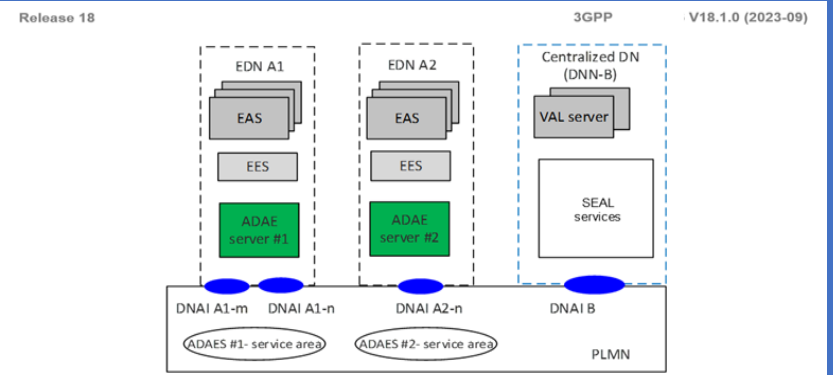 Release 18
3GPP
V18.1.0 (2023-09)
EDN A1
EAS
EES
ADAE
server #1
EDN A2
EAS
EES
ADAE
server #2
Centralized DN
(DNN-B)
VAL server
SEAL
services
DNAI A1-m
DNAI A1-n
DNAI A2-n
DNAI B
ADAES #1- service area
ADAES #2- service area
PLMN